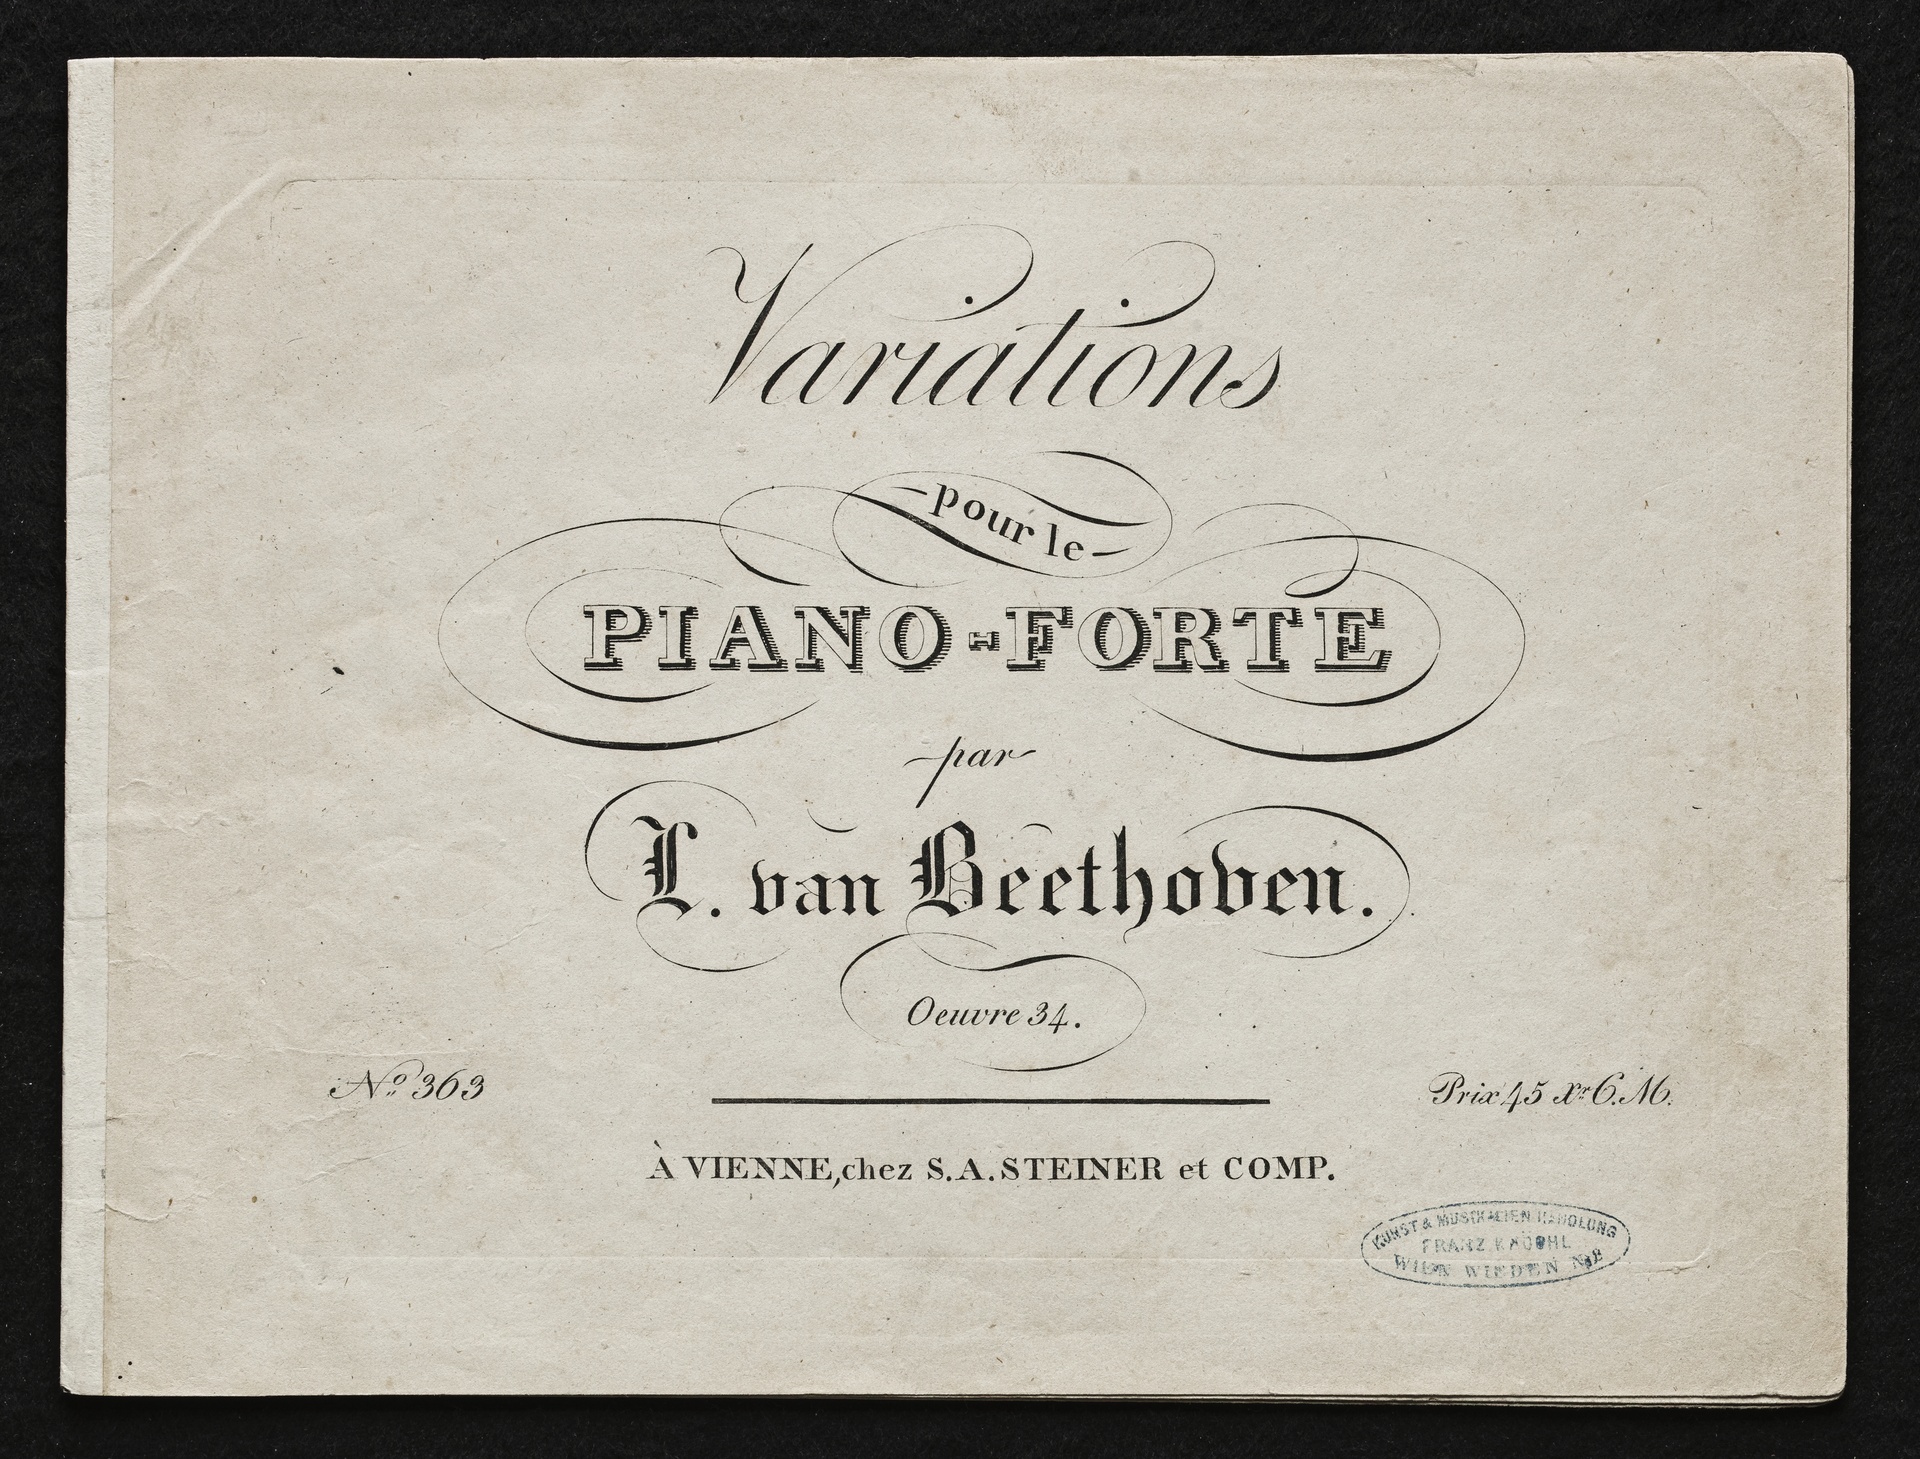 Variations
pour le
PIANO-FORTE
par
L. van Beethoven.
Oeuvre 34.
No. 363
Prix 45 xr C.M.
À VIENNE, chez S.A. STEINER et COMP.
KUNST & MUSIKALIEN HANDLUNG
FRANZ
WIEN WIEDEN